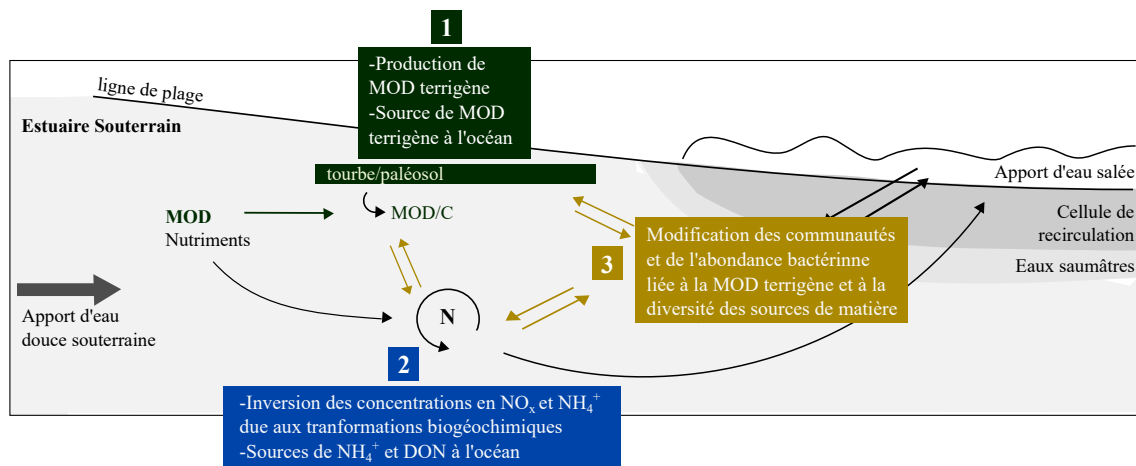 1
-Production de
MOD terrigène
-Source de MOD
terrigène à l'océan
ligne de plage
Estuaire Souterrain
tourbe/paléosol
Apport d'eau salée
MOD
Nutriments
MOD/C
Cellule de
recirculation
Eaux saumâtres
3
Modification des communautés
et de l'abondance bactérinne
liée à la MOD terrigène et à la
diversité des sources de matière
Apport d'eau
douce souterraine
N
2
-Inversion des concentrations en NOₓ et NH₄⁺
due aux tranformations biogéochimiques
-Sources de NH₄⁺ et DON à l'océan